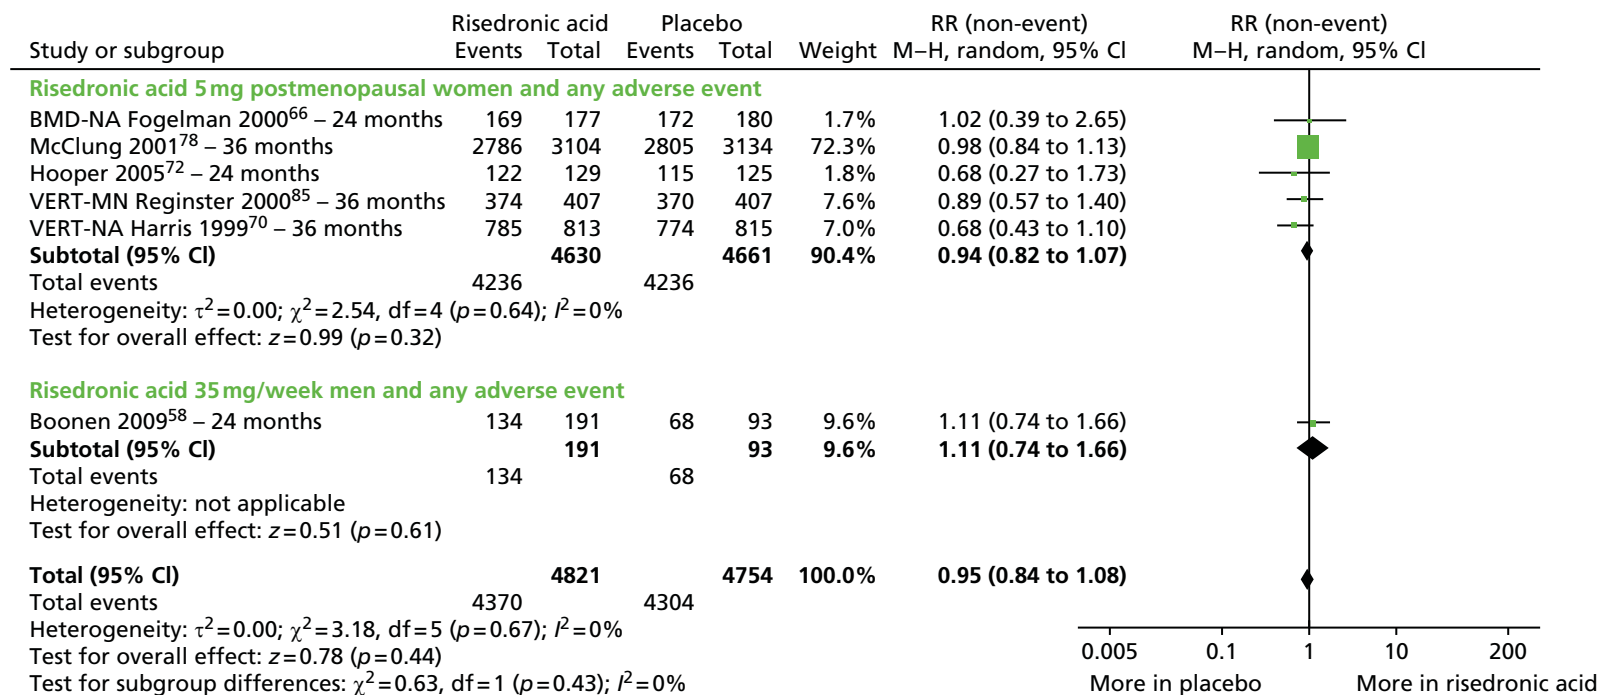 Risedronic acid Placebo RR (non-event) RR (non-event)
Study or subgroup Events Total Events Total Weight M–H, random, 95% CI M–H, random, 95% CI
Risedronic acid 5 mg postmenopausal women and any adverse event
BMD-NA Fogelman 2000⁶⁶ – 24 months 169 177 172 180 1.7% 1.02 (0.39 to 2.65)
McClung 2001⁷⁸ – 36 months 2786 3104 2805 3134 72.3% 0.98 (0.84 to 1.13)
Hooper 2005⁷² – 24 months 122 129 115 125 1.8% 0.68 (0.27 to 1.73)
VERT-MN Reginster 2000⁸⁵ – 36 months 374 407 370 407 7.6% 0.89 (0.57 to 1.40)
VERT-NA Harris 1999⁷⁰ – 36 months 785 813 774 815 7.0% 0.68 (0.43 to 1.10)
Subtotal (95% CI) 4630 4661 90.4% 0.94 (0.82 to 1.07)
Total events 4236 4236
Heterogeneity: τ²=0.00; χ²=2.54, df=4 (p=0.64); I²=0%
Test for overall effect: z=0.99 (p=0.32)
Risedronic acid 35 mg/week men and any adverse event
Boonen 2009⁵⁸ – 24 months 134 191 68 93 9.6% 1.11 (0.74 to 1.66)
Subtotal (95% CI) 191 93 9.6% 1.11 (0.74 to 1.66)
Total events 134 68
Heterogeneity: not applicable
Test for overall effect: z=0.51 (p=0.61)
Total (95% CI) 4821 4754 100.0% 0.95 (0.84 to 1.08)
Total events 4370 4304
Heterogeneity: τ²=0.00; χ²=3.18, df=5 (p=0.67); I²=0%
Test for overall effect: z=0.78 (p=0.44)
Test for subgroup differences: χ²=0.63, df=1 (p=0.43); I²=0%
0.005 0.1 1 10 200
More in placebo More in risedronic acid